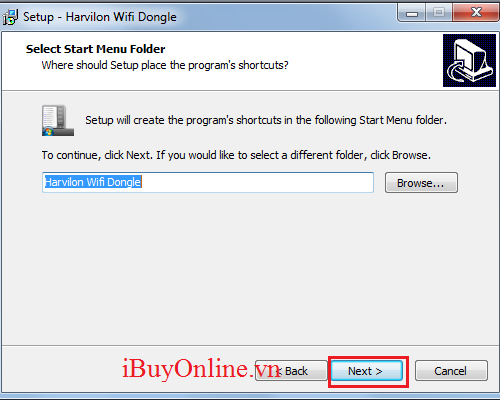 Setup - Harvilon Wifi Dongle
Select Start Menu Folder
Where should Setup place the program's shortcuts?
Setup will create the program's shortcuts in the following Start Menu folder.
To continue, click Next. If you would like to select a different folder, click Browse.
Harvilon Wifi Dongle
Browse...
iBuyOnline.vn
< Back
Next >
Cancel